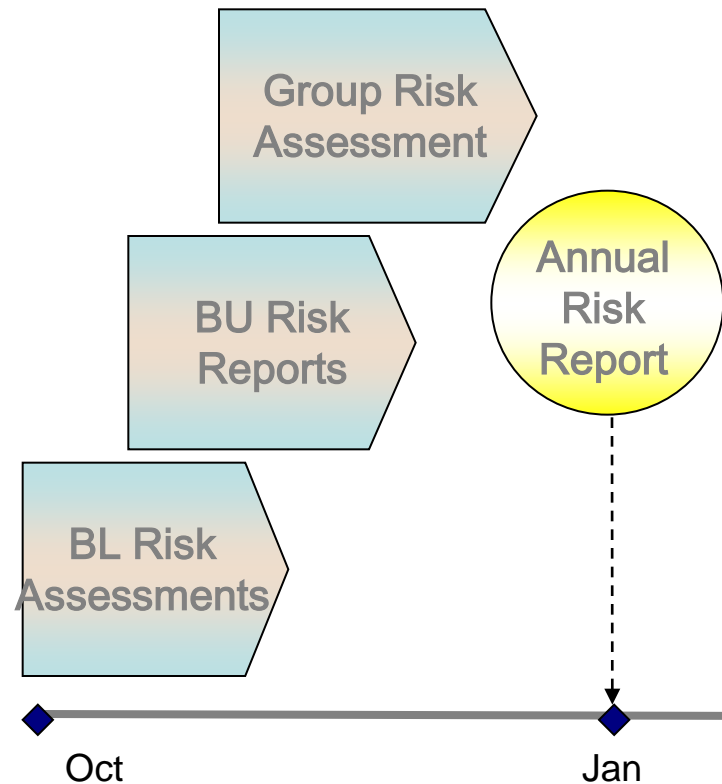 Group Risk
Assessment
Annual
Risk
Report
BU Risk
Reports
BL Risk
Assessments
Oct
Jan